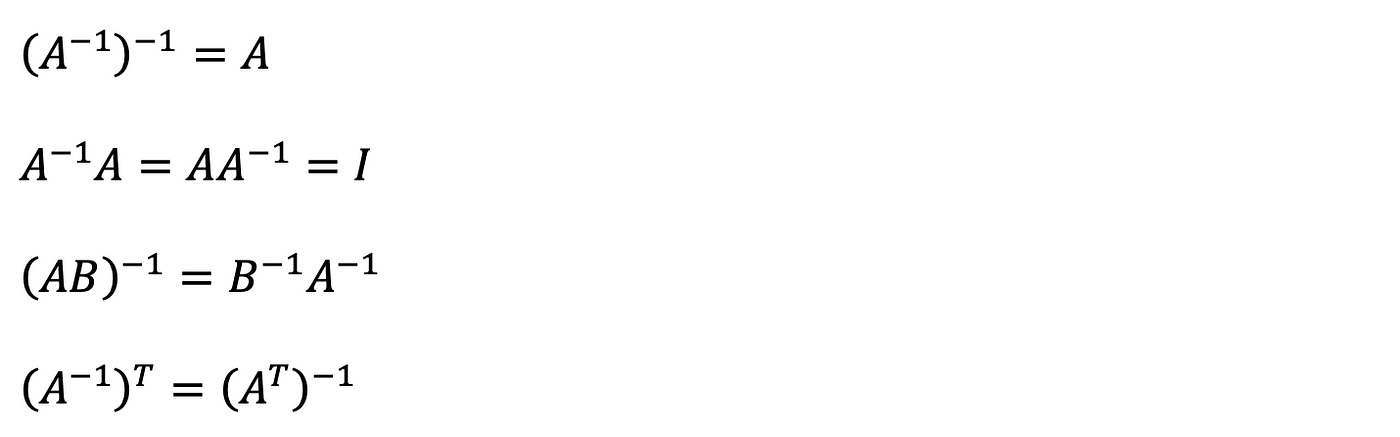 (A⁻¹)⁻¹ = A
A⁻¹A = AA⁻¹ = I
(AB)⁻¹ = B⁻¹A⁻¹
(A⁻¹)ᵀ = (Aᵀ)⁻¹